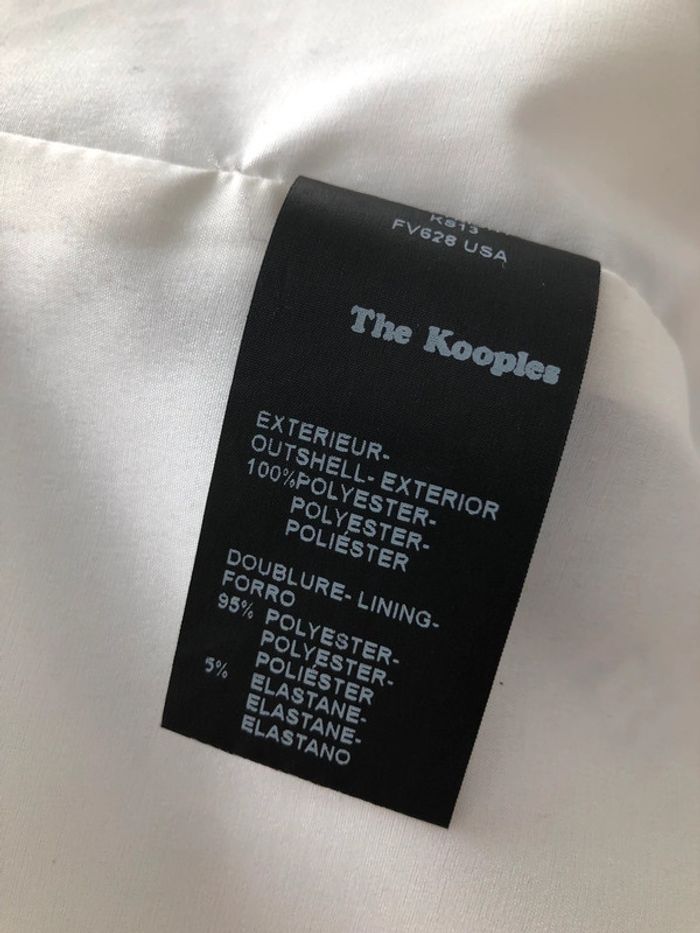 KS13
FV628 USA
The Kooples
EXTERIEUR-
OUTSHELL- EXTERIOR
100%POLYESTER-
POLYESTER-
POLIÉSTER
DOUBLURE- LINING-
FORRO
95% POLYESTER-
POLYESTER-
POLIÉSTER
5% ELASTANE-
ELASTANE-
ELASTANO